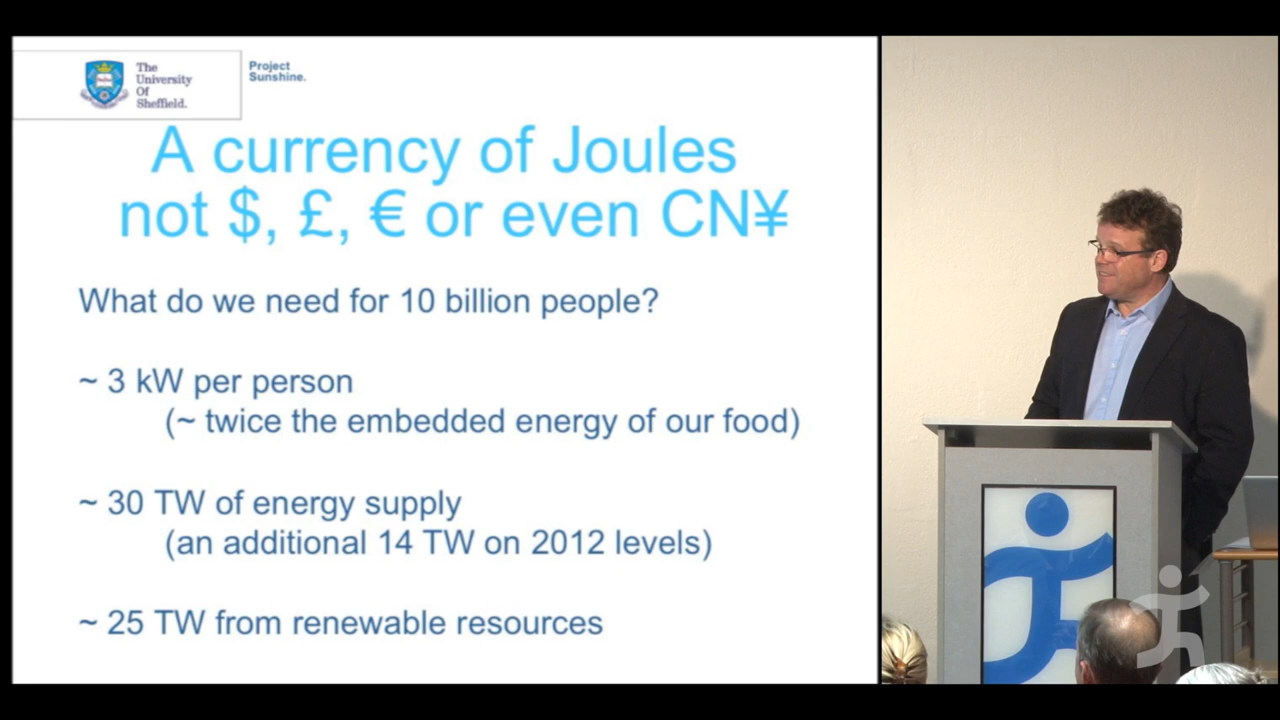 The
University
Of
Sheffield.
Project
Sunshine.
A currency of Joules
not $, £, € or even CN¥
What do we need for 10 billion people?
~ 3 kW per person
(~ twice the embedded energy of our food)
~ 30 TW of energy supply
(an additional 14 TW on 2012 levels)
~ 25 TW from renewable resources